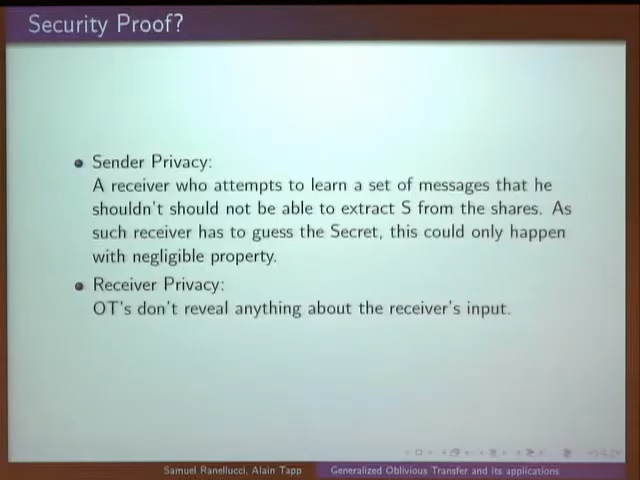 Security Proof?
Sender Privacy:
A receiver who attempts to learn a set of messages that he
shouldn't should not be able to extract S from the shares. As
such receiver has to guess the Secret, this could only happen
with negligible property.
Receiver Privacy:
OT's don't reveal anything about the receiver's input.
Samuel Ranellucci, Alain Tapp
Generalized Oblivious Transfer and its applications